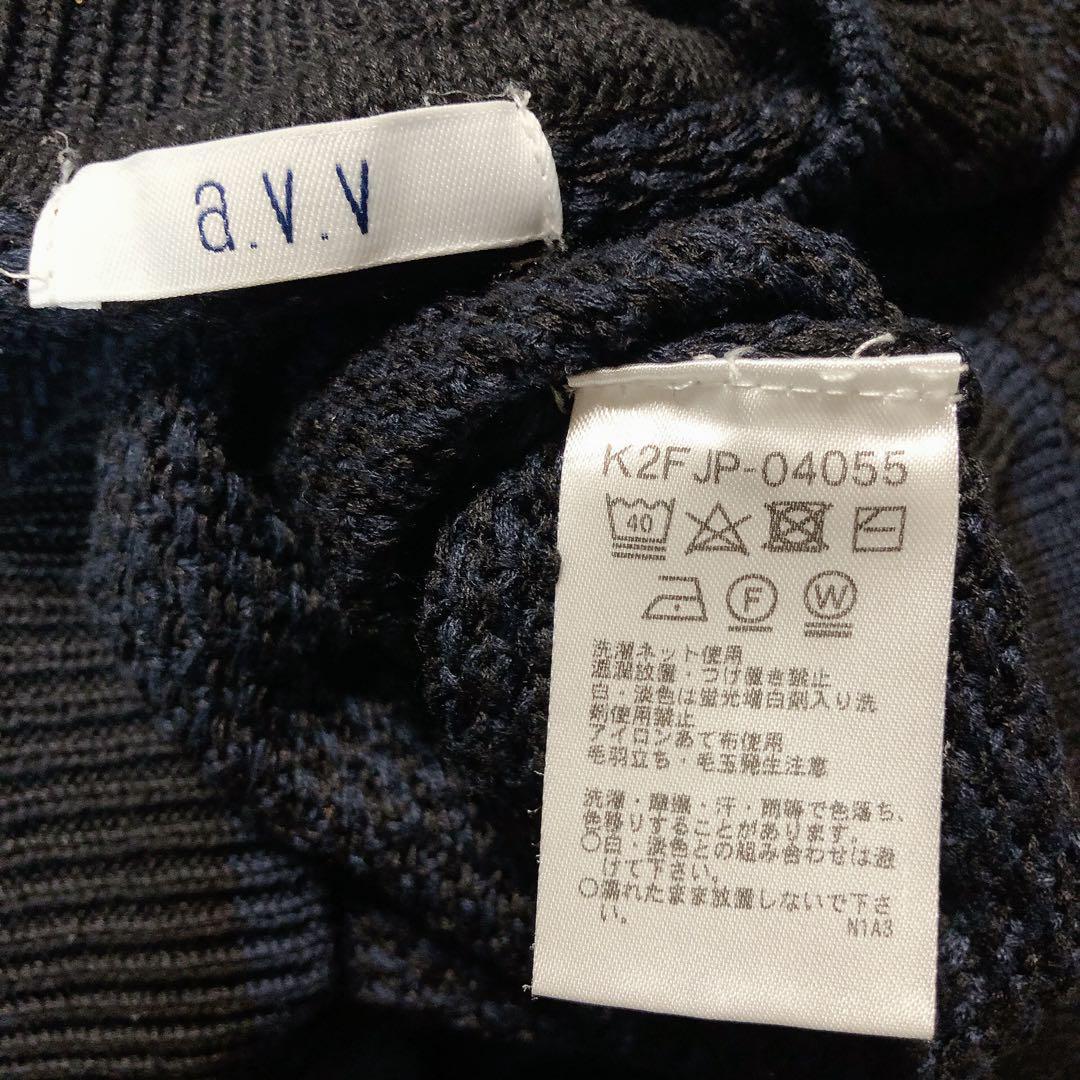 a.v.v
K2FJP-04055
40
F
W
洗濯ネット使用
過濕放置・つけ置き禁止
白・淡色は蛍光増白剤入り洗
剤使用禁止
アイロンあて布使用
毛羽立ち・毛玉発生注意
洗濯・摩擦・汗・雨等で色落ち、
色移りすることがあります。
○白・淡色との組み合わせは避
けて下さい。
○濡れたまま放置しないで下さ
い。
N1A3